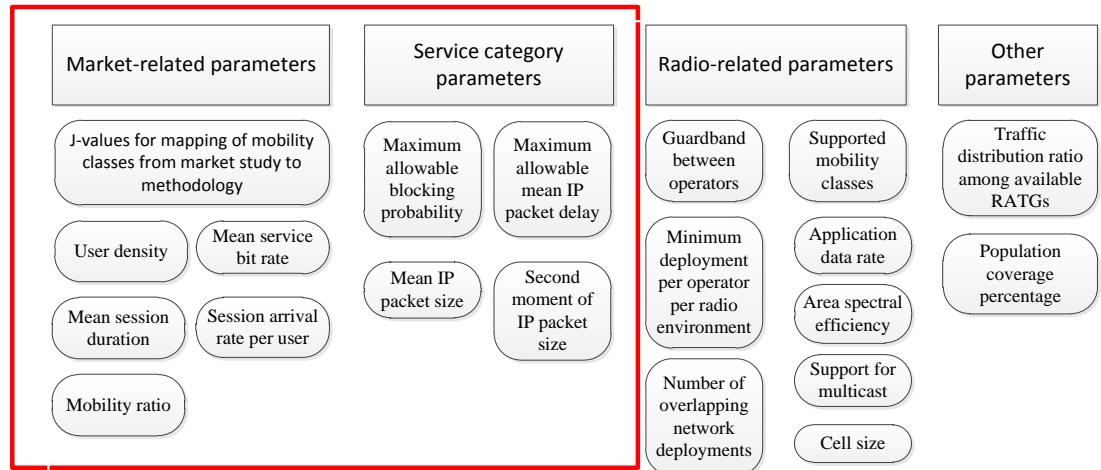 Market-related parameters
Service category
parameters
Radio-related parameters
Other
parameters
J-values for mapping of mobility
classes from market study to
methodology
User density
Mean service
bit rate
Mean session
duration
Session arrival
rate per user
Mobility ratio
Maximum
allowable
blocking
probability
Maximum
allowable
mean IP
packet delay
Mean IP
packet size
Second
moment of
IP packet
size
Guardband
between
operators
Supported
mobility
classes
Minimum
deployment
per operator
per radio
environment
Application
data rate
Area spectral
efficiency
Number of
overlapping
network
deployments
Support for
multicast
Cell size
Traffic
distribution ratio
among available
RATGs
Population
coverage
percentage